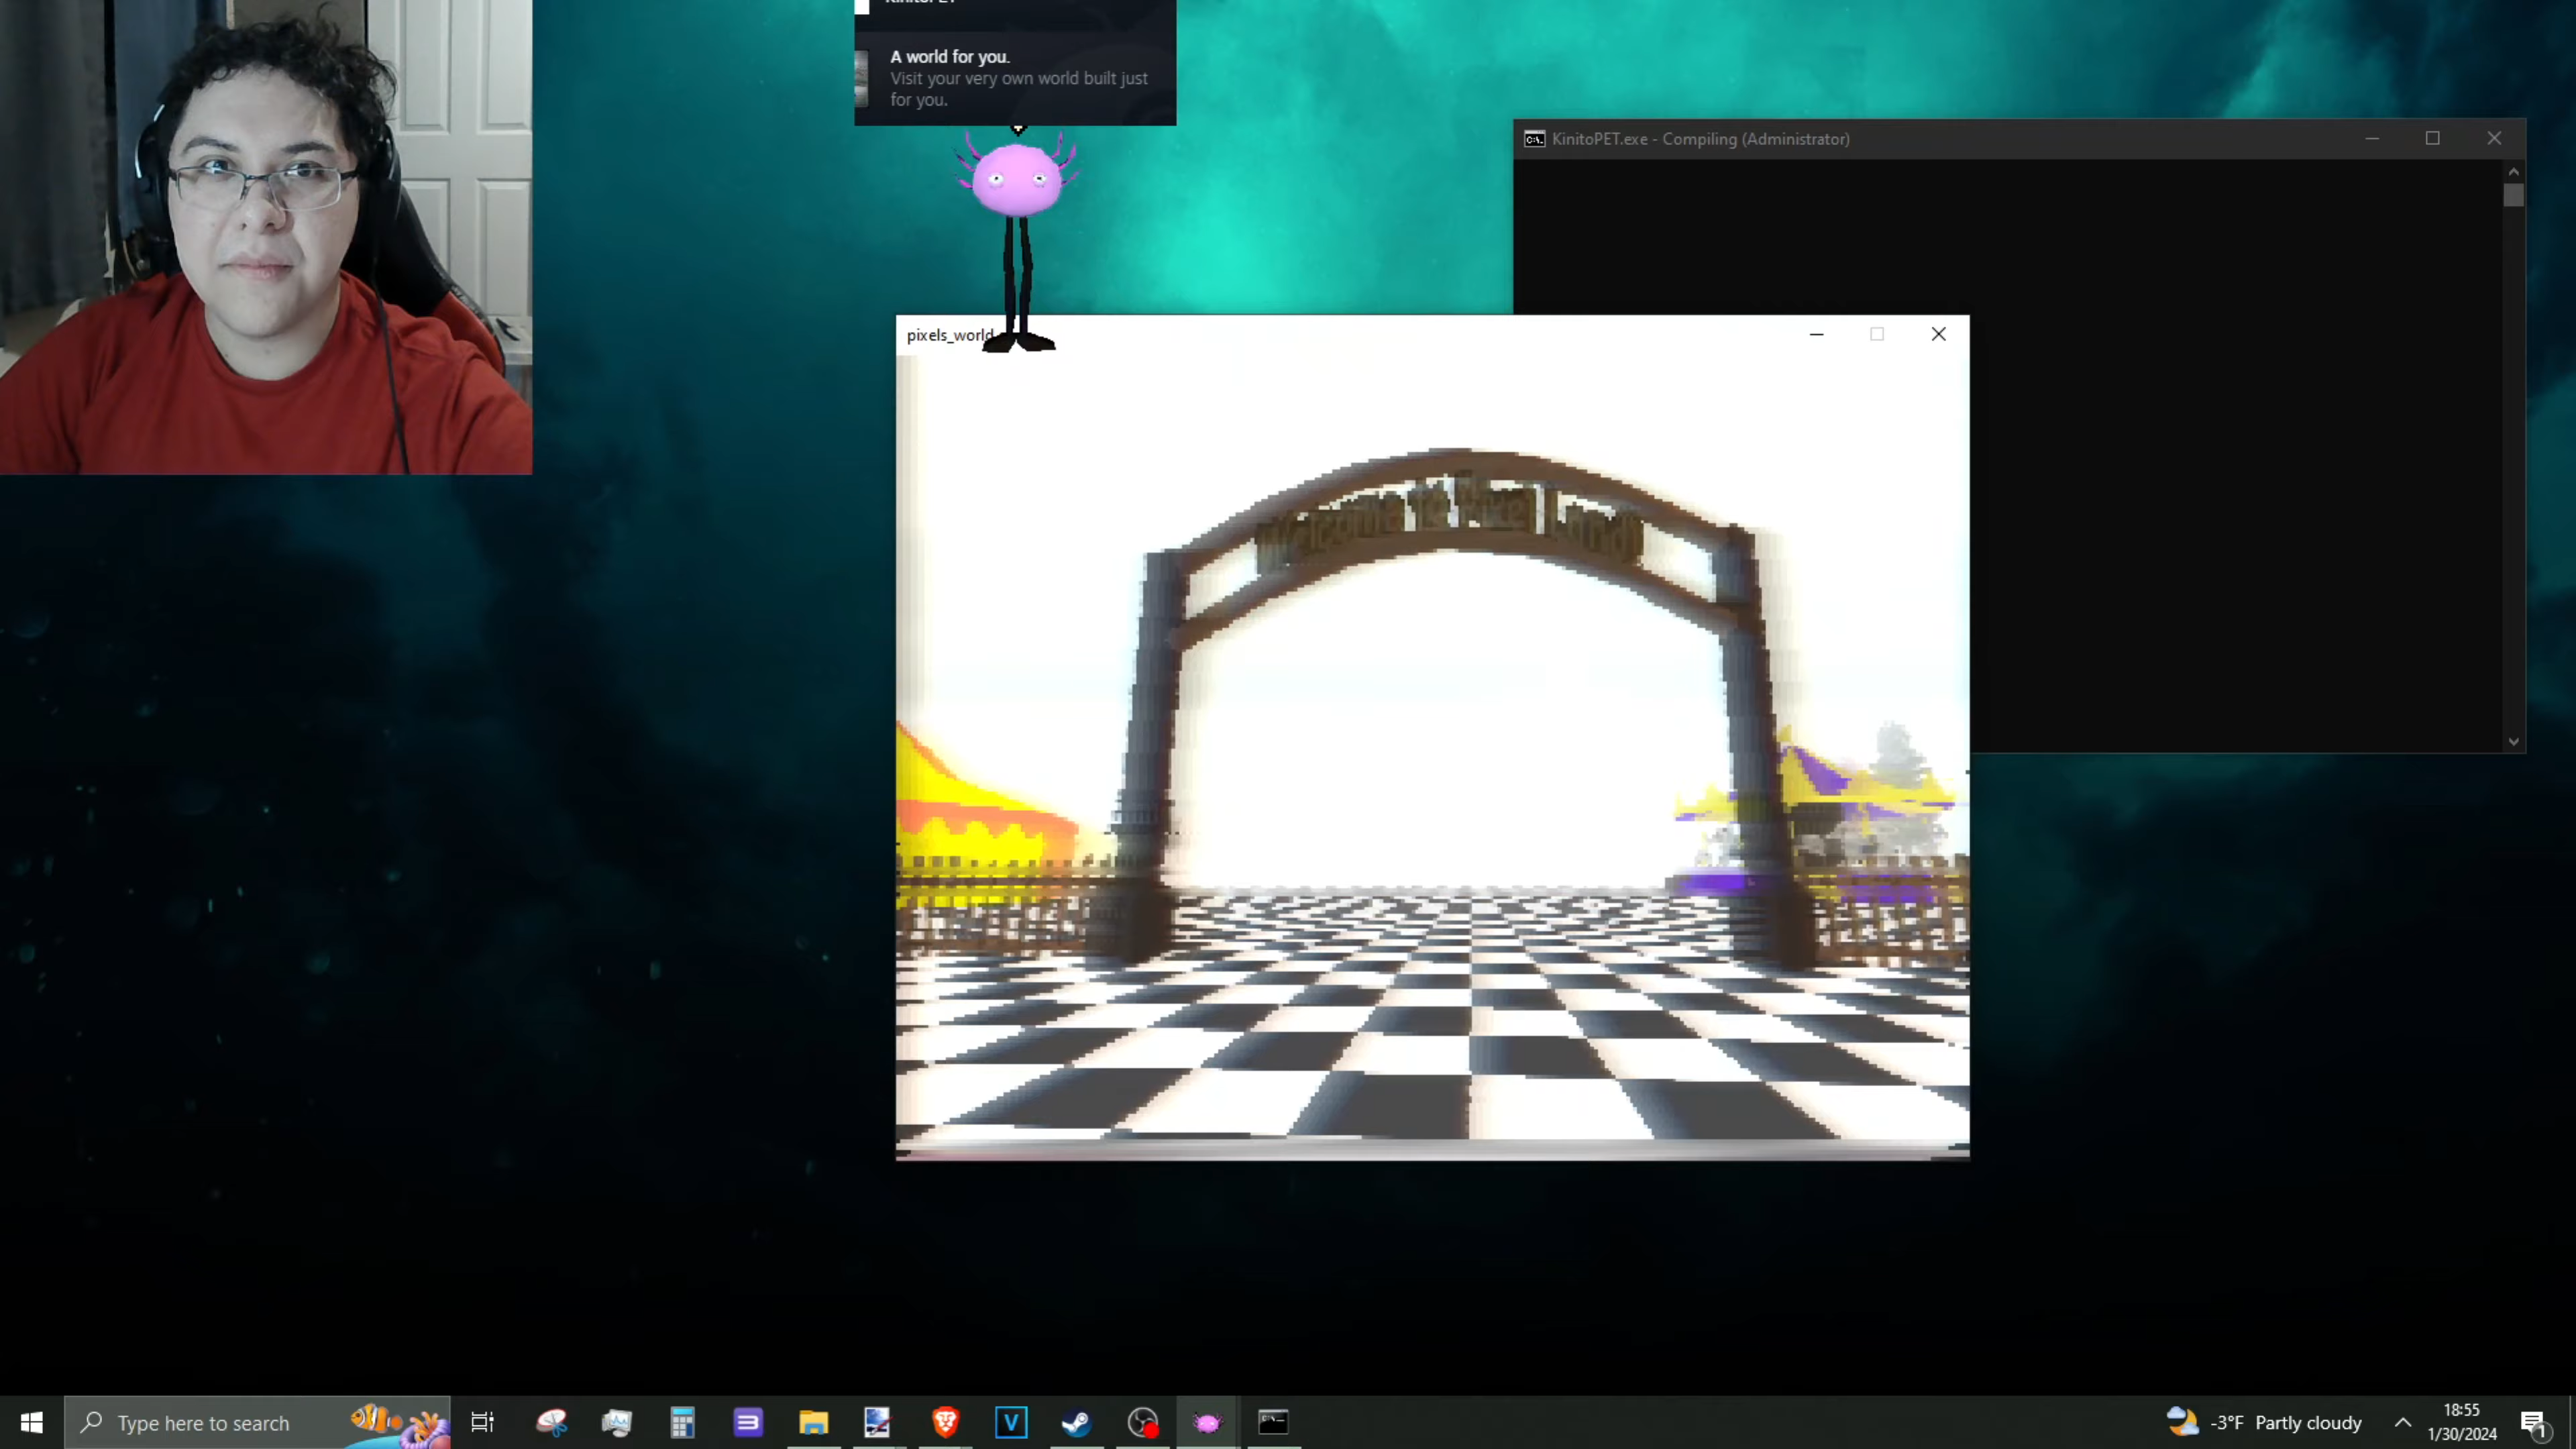 A world for you.
Visit your very own world built just
for you.
KinitoPET.exe - Compiling (Administrator)
pixels_world
Type here to search
-3°F Partly cloudy
18:55
1/30/2024
1